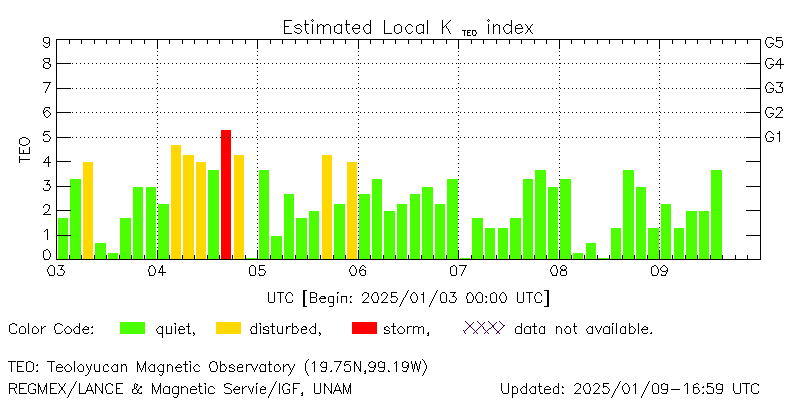 Estimated Local K TEO index
9 G5
8 G4
7 G3
6 G2
5 G1
4
3
2
1
0
TEO
03 04 05 06 07 08 09
UTC [Begin: 2025/01/03 00:00 UTC]
Color Code: quiet, disturbed, storm, data not available.
TEO: Teoloyucan Magnetic Observatory (19.75N,99.19W)
REGMEX/LANCE & Magnetic Servie/IGF, UNAM Updated: 2025/01/09-16:59 UTC